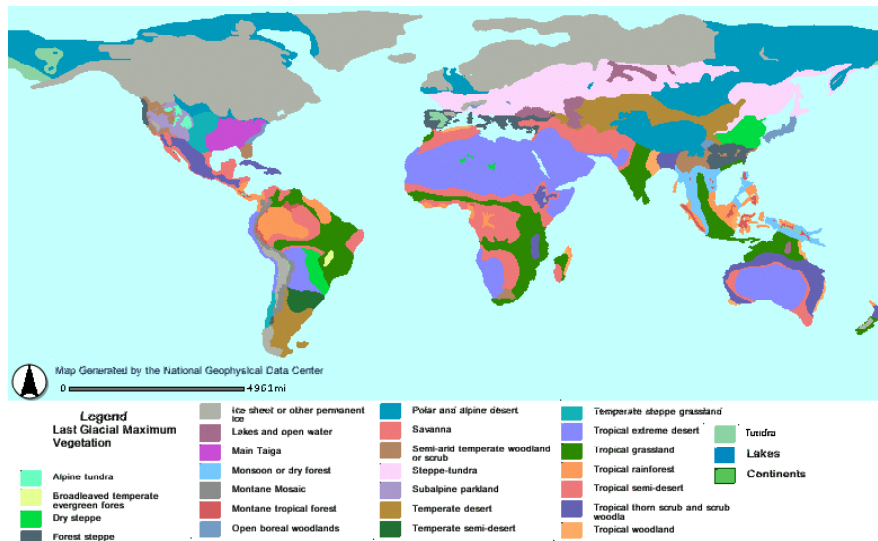 Map Generated by the National Geophysical Data Center
0 4961mi
Legend
Last Glacial Maximum
Vegetation
Alpine tundra
Broadleaved temperate
evergreen fores
Dry steppe
Forest steppe
Ice sheet or other permanent
ice
Lakes and open water
Main Taiga
Monsoon or dry forest
Montane Mosaic
Montane tropical forest
Open boreal woodlands
Polar and alpine desert
Savanna
Semi-arid temperate woodland
or scrub
Steppe-tundra
Subalpine parkland
Temperate desert
Temperate semi-desert
Temperate steppe grassland
Tropical extreme desert
Tropical grassland
Tropical rainforest
Tropical semi-desert
Tropical thorn scrub and scrub
woodla
Tropical woodland
Tundra
Lakes
Continents